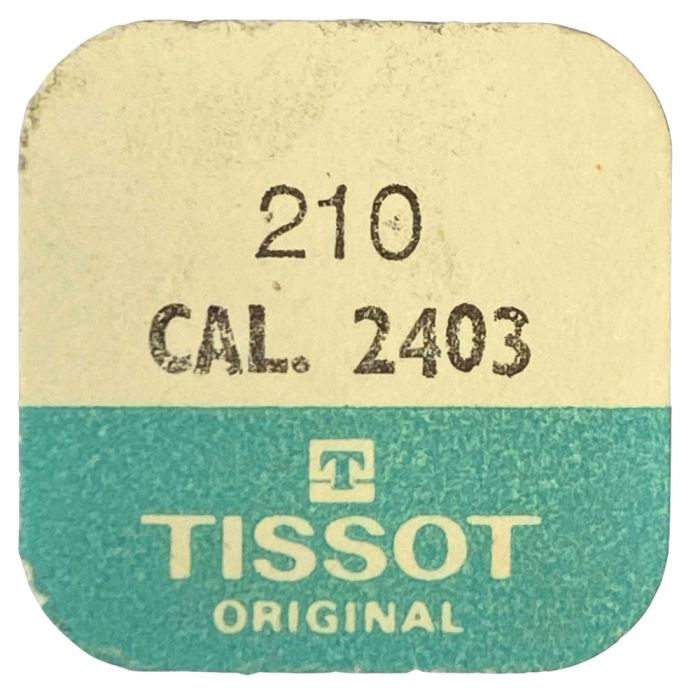 210
CAL. 2403
T
TISSOT
ORIGINAL